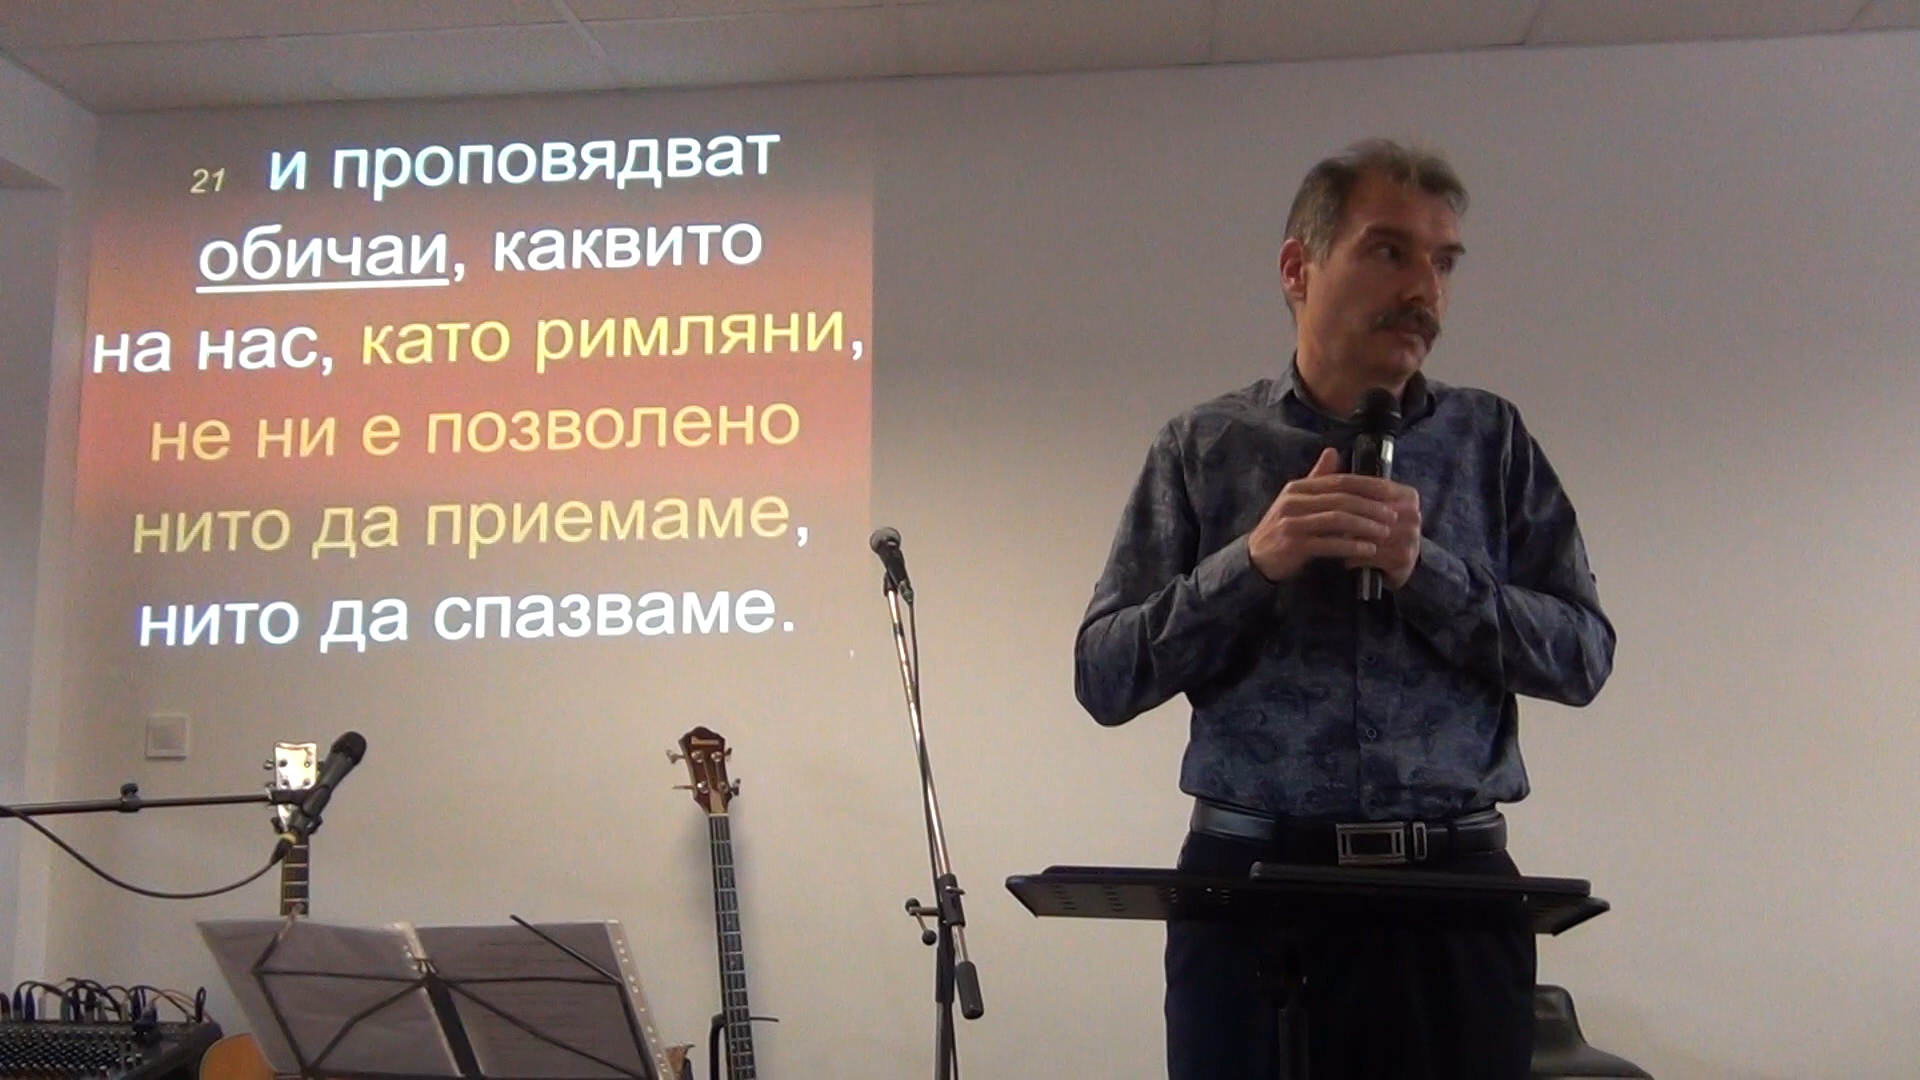 21 и проповядват
обичаи, каквито
на нас, като римляни,
не ни е позволено
нито да приемаме,
нито да спазваме.